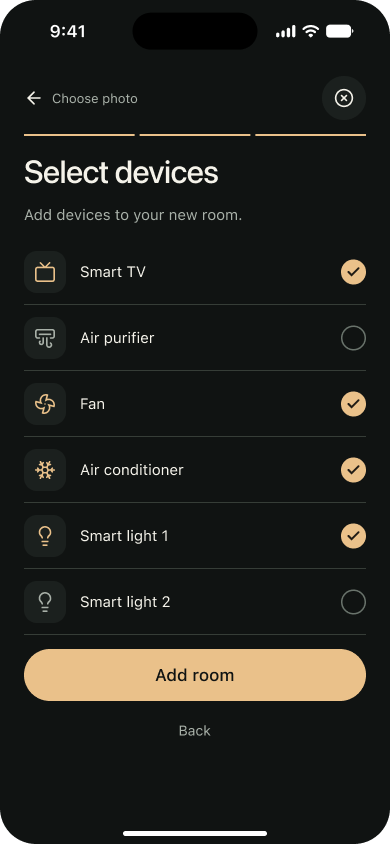 9:41
Choose photo
Select devices
Add devices to your new room.
Smart TV
Air purifier
Fan
Air conditioner
Smart light 1
Smart light 2
Add room
Back